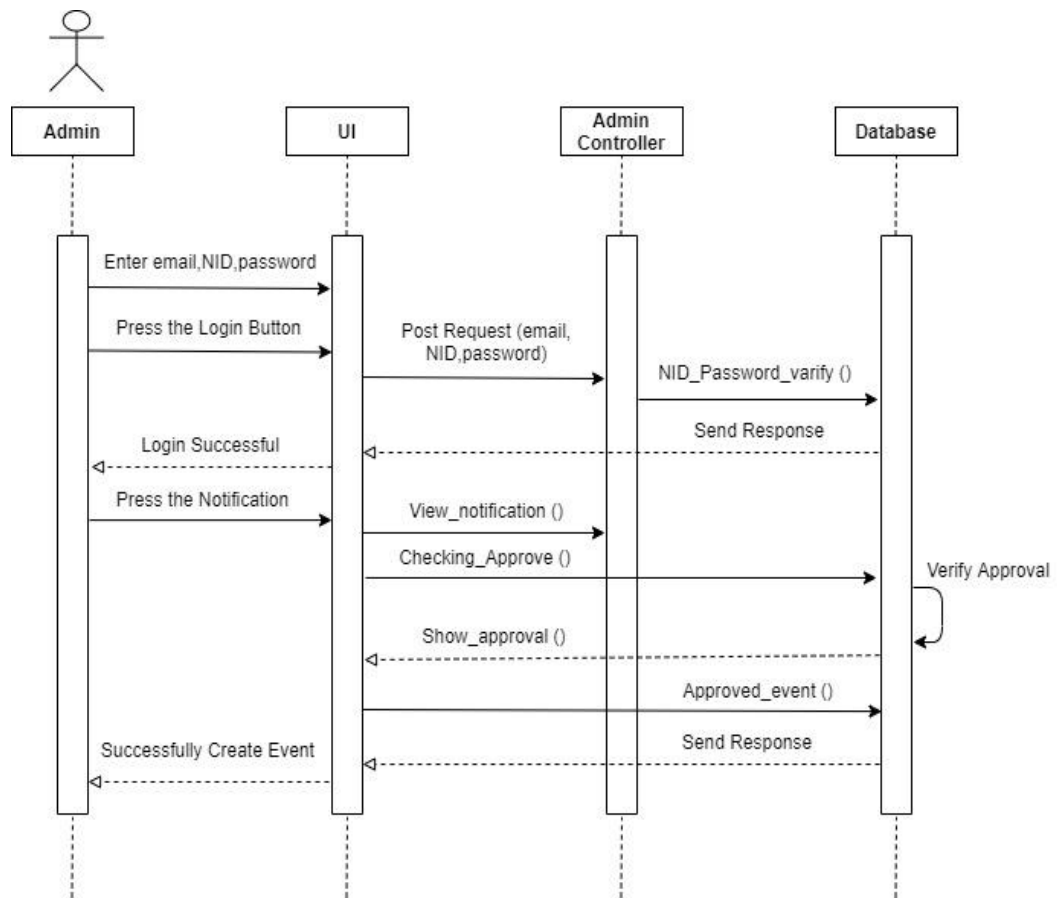 Admin
UI
Admin
Controller
Database
Enter email,NID,password
Press the Login Button
Post Request (email,
NID,password)
NID_Password_varify ()
Send Response
Login Successful
Press the Notification
View_notification ()
Checking_Approve ()
Verify Approval
Show_approval ()
Approved_event ()
Send Response
Successfully Create Event